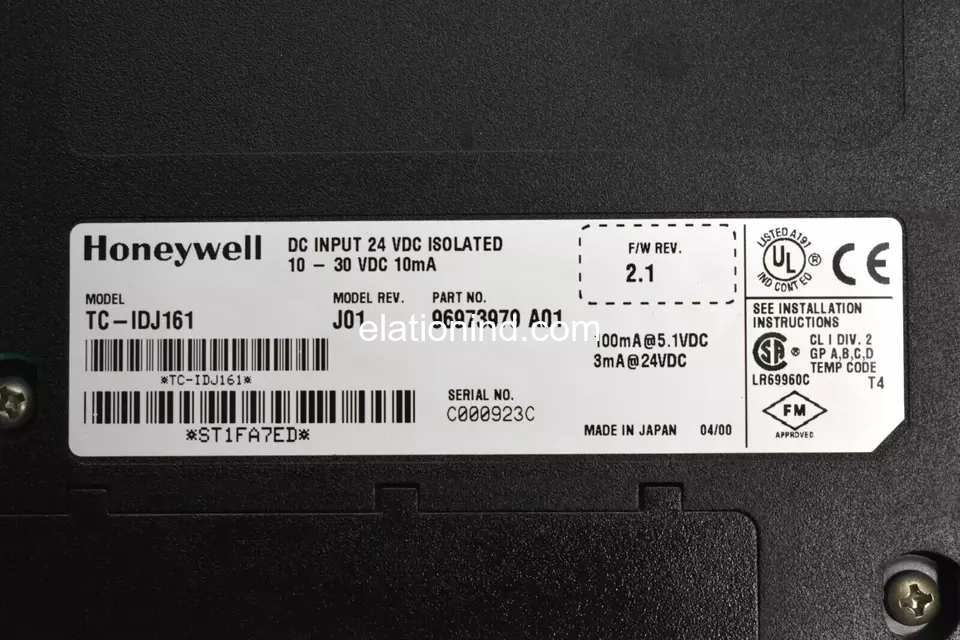 Honeywell
DC INPUT 24 VDC ISOLATED
10 – 30 VDC 10mA
F/W REV.
2.1
MODEL
TC–IDJ161
MODEL REV.
J01
PART NO.
96973970 A01
elationind.com
100mA@5.1VDC
3mA@24VDC
*TC-IDJ161*
*ST1FA7ED*
SERIAL NO.
C000923C
MADE IN JAPAN 04/00
LISTED A191
UL ®
IND CONT EQ
CE
SEE INSTALLATION
INSTRUCTIONS
SA ®
LR69960C
CL I DIV. 2
GP A,B,C,D
TEMP CODE
T4
FM
APPROVED